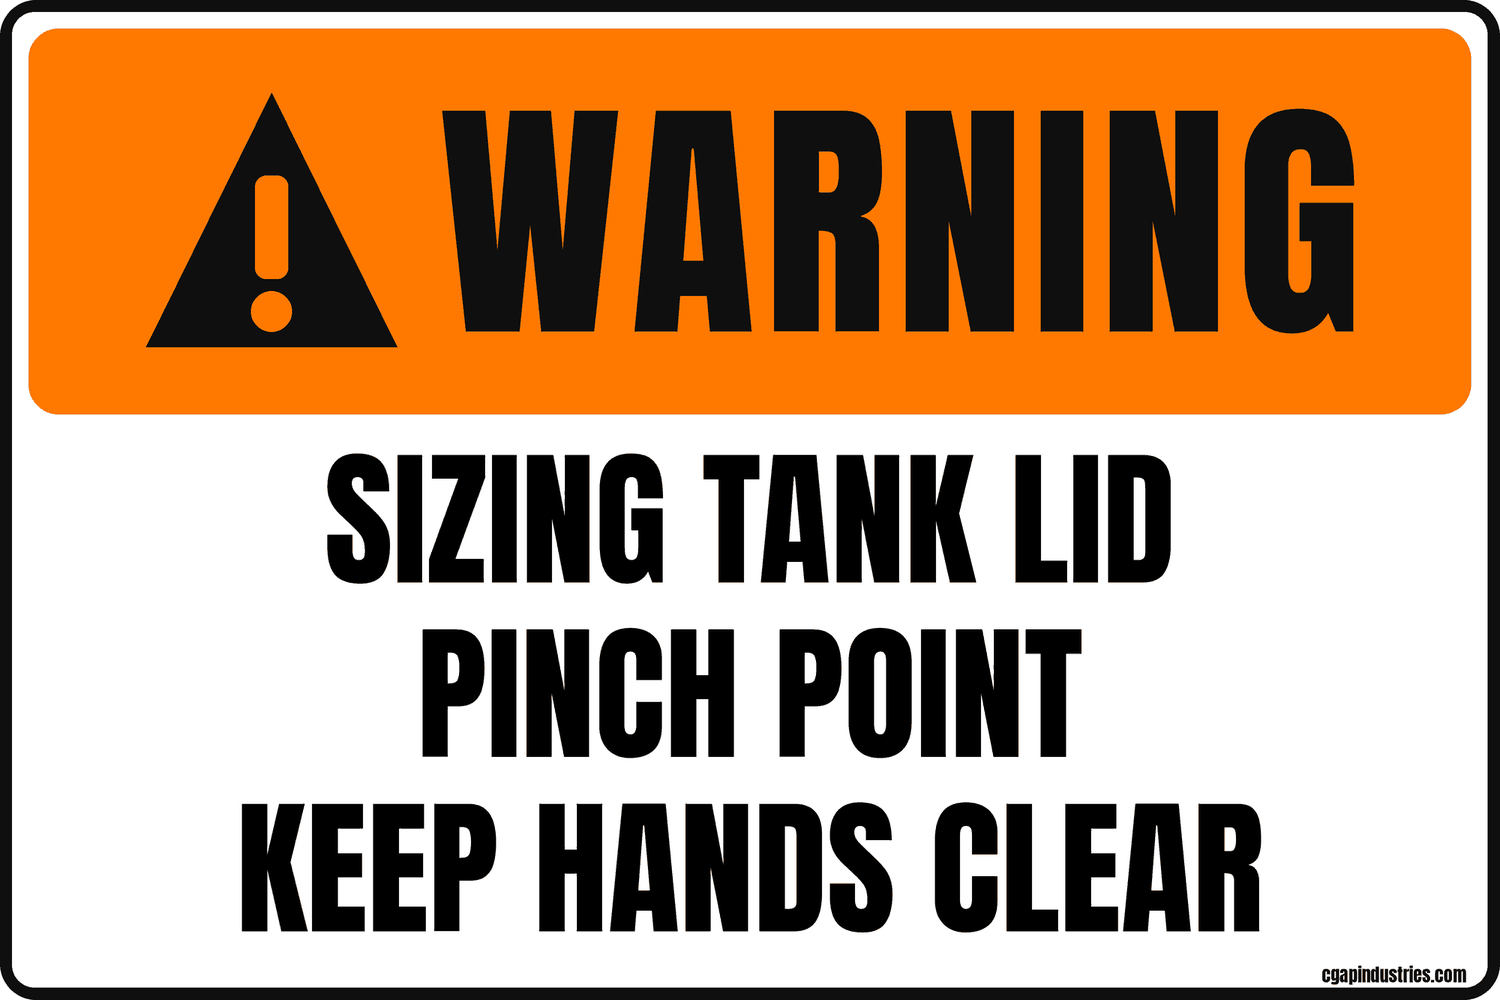 WARNING
SIZING TANK LID
PINCH POINT
KEEP HANDS CLEAR
cgapindustries.com